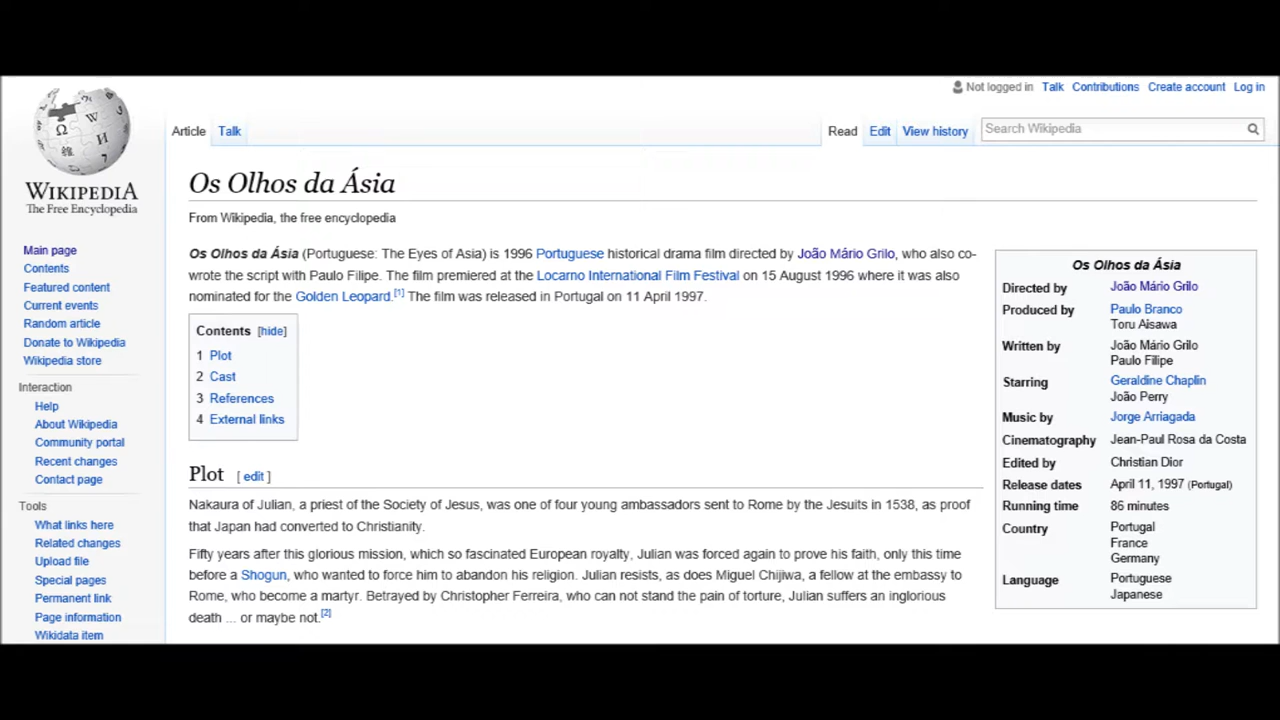 Not logged in Talk Contributions Create account Log in
Article Talk Read Edit View history Search Wikipedia
WIKIPEDIA
The Free Encyclopedia
Main page
Contents
Featured content
Current events
Random article
Donate to Wikipedia
Wikipedia store
Interaction
Help
About Wikipedia
Community portal
Recent changes
Contact page
Tools
What links here
Related changes
Upload file
Special pages
Permanent link
Page information
Wikidata item
Os Olhos da Ásia
From Wikipedia, the free encyclopedia
Os Olhos da Ásia (Portuguese: The Eyes of Asia) is 1996 Portuguese historical drama film directed by João Mário Grilo, who also co-
wrote the script with Paulo Filipe. The film premiered at the Locarno International Film Festival on 15 August 1996 where it was also
nominated for the Golden Leopard.[1] The film was released in Portugal on 11 April 1997.
Contents [hide]
1 Plot
2 Cast
3 References
4 External links
Plot [ edit ]
Nakaura of Julian, a priest of the Society of Jesus, was one of four young ambassadors sent to Rome by the Jesuits in 1538, as proof
that Japan had converted to Christianity.
Fifty years after this glorious mission, which so fascinated European royalty, Julian was forced again to prove his faith, only this time
before a Shogun, who wanted to force him to abandon his religion. Julian resists, as does Miguel Chijiwa, a fellow at the embassy to
Rome, who become a martyr. Betrayed by Christopher Ferreira, who can not stand the pain of torture, Julian suffers an inglorious
death ... or maybe not.[2]
Os Olhos da Ásia
Directed by João Mário Grilo
Produced by Paulo Branco
Toru Aisawa
Written by João Mário Grilo
Paulo Filipe
Starring Geraldine Chaplin
João Perry
Music by Jorge Arriagada
Cinematography Jean-Paul Rosa da Costa
Edited by Christian Dior
Release dates April 11, 1997 (Portugal)
Running time 86 minutes
Country Portugal
France
Germany
Language Portuguese
Japanese